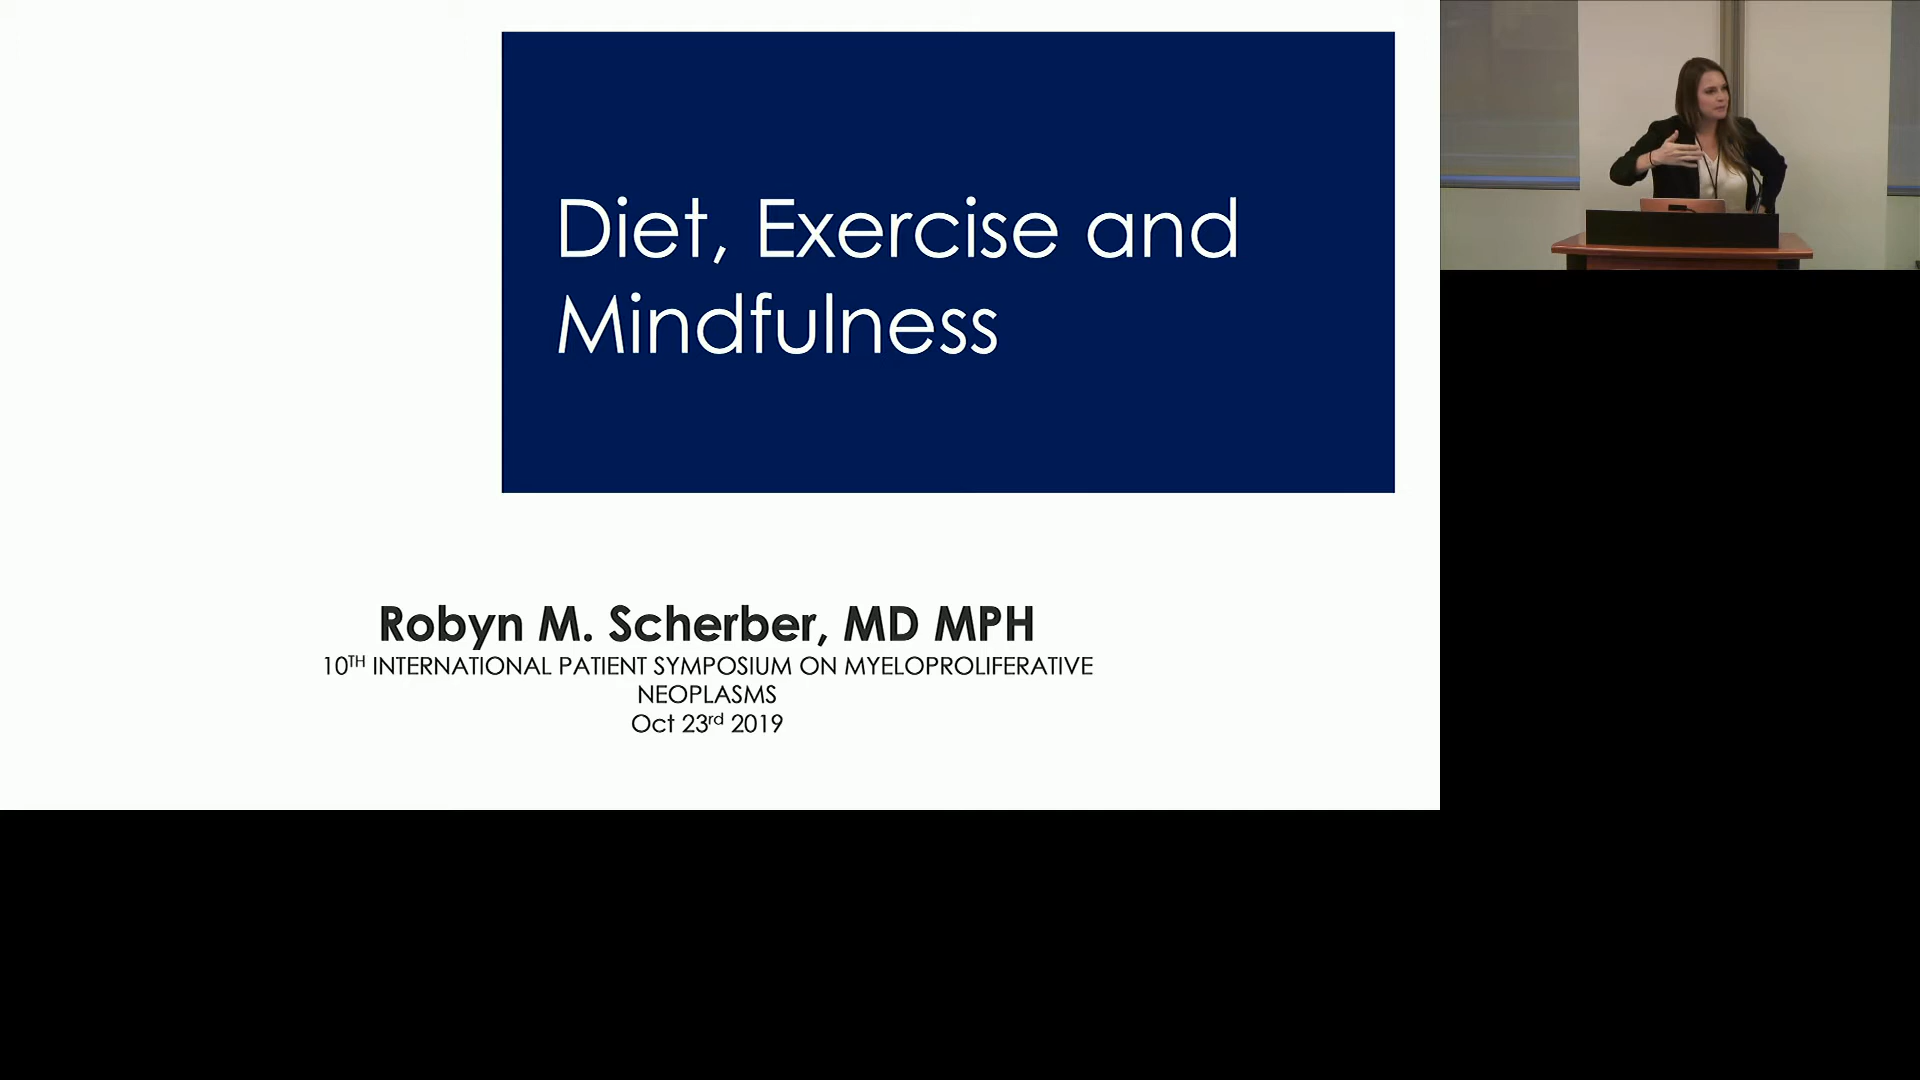 Diet, Exercise and
Mindfulness
Robyn M. Scherber, MD MPH
10TH INTERNATIONAL PATIENT SYMPOSIUM ON MYELOPROLIFERATIVE
NEOPLASMS
Oct 23rd 2019